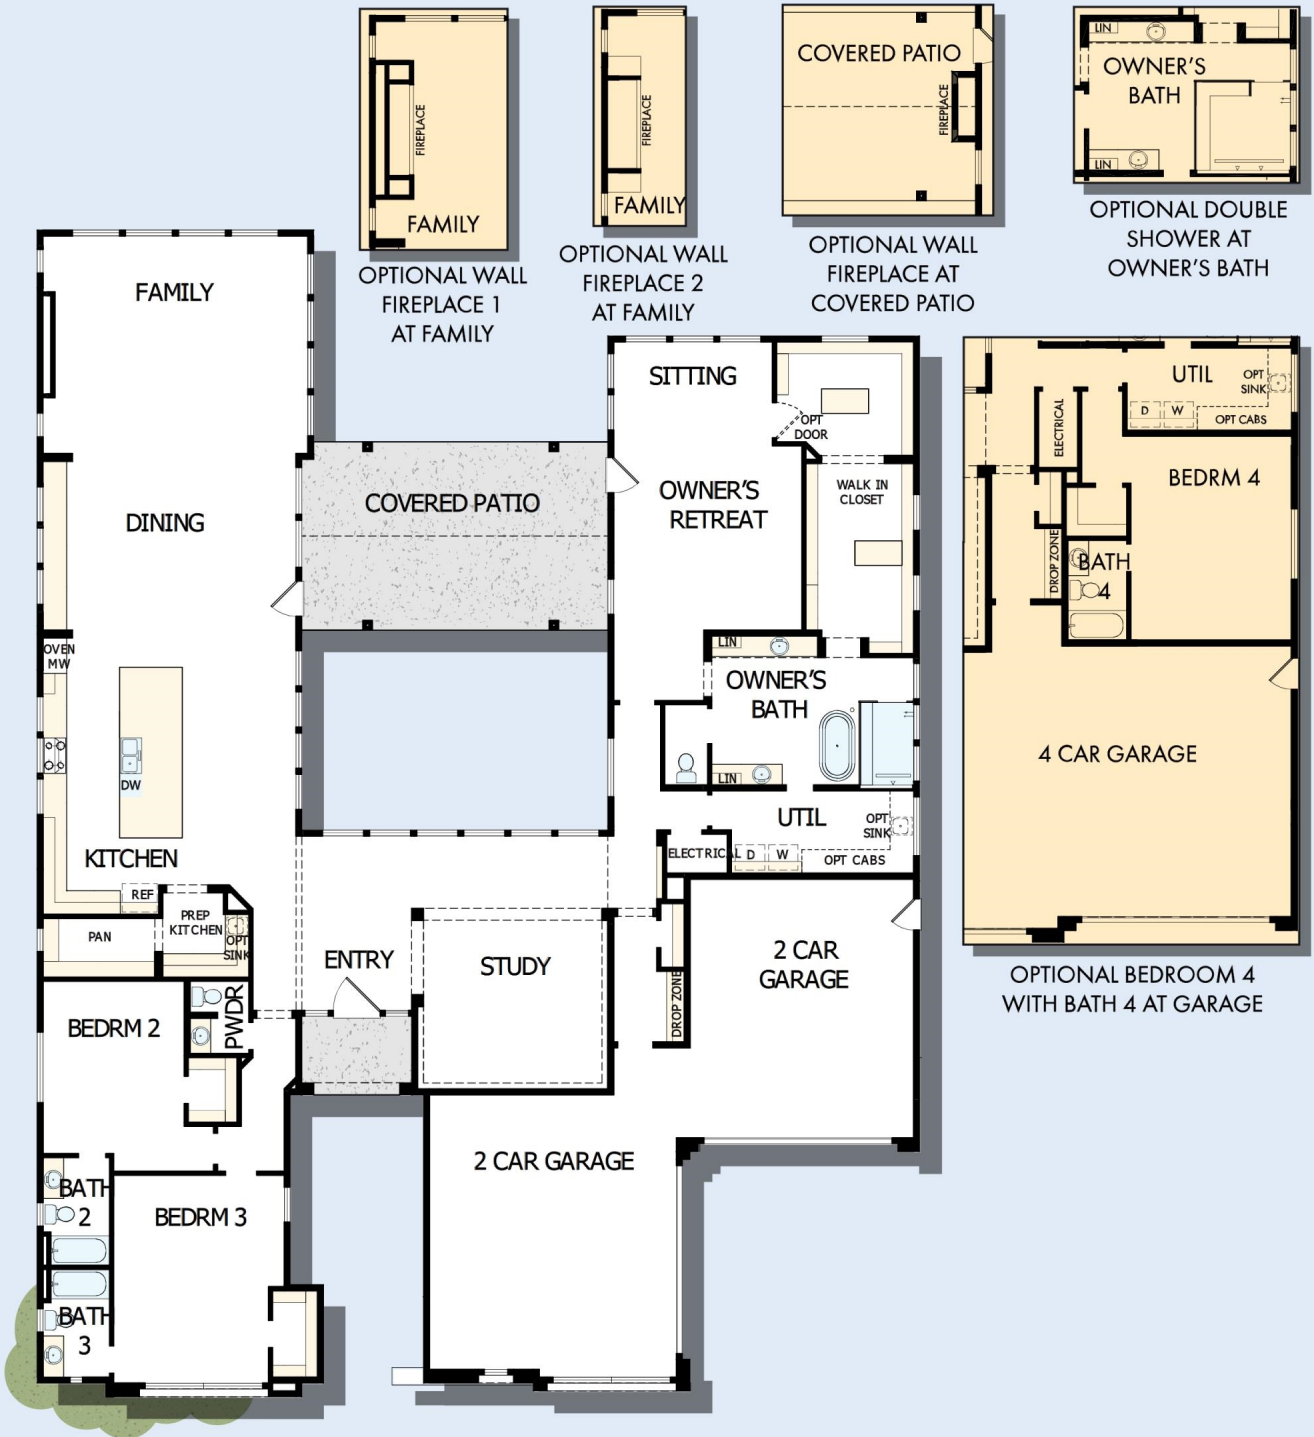 FIREPLACE
FAMILY
OPTIONAL WALL
FIREPLACE 1
AT FAMILY
FIREPLACE
FAMILY
OPTIONAL WALL
FIREPLACE 2
AT FAMILY
COVERED PATIO
FIREPLACE
OPTIONAL WALL
FIREPLACE AT
COVERED PATIO
LIN
OWNER'S
BATH
LIN
OPTIONAL DOUBLE
SHOWER AT
OWNER'S BATH
FAMILY
DINING
COVERED PATIO
SITTING
OPT
DOOR
OWNER'S
RETREAT
WALK IN
CLOSET
OVEN
MW
DW
KITCHEN
REF
LIN
OWNER'S
BATH
LIN
UTIL
OPT
SINK
ELECTRICAL
D
W
OPT CABS
PAN
PREP
KITCHEN
OPT
SINK
ENTRY
STUDY
DROP ZONE
2 CAR
GARAGE
BEDRM 2
PWDR
2 CAR GARAGE
BATH
2
BEDRM 3
BATH
3
UTIL
OPT
SINK
D
W
OPT CABS
ELECTRICAL
BEDRM 4
DROP ZONE
BATH
4
4 CAR GARAGE
OPTIONAL BEDROOM 4
WITH BATH 4 AT GARAGE